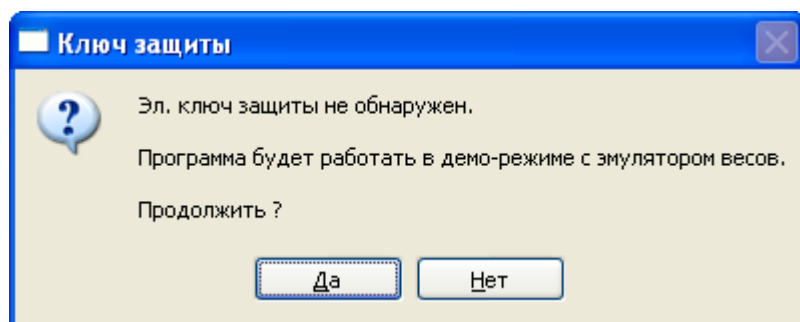 Ключ защиты
Эл. ключ защиты не обнаружен.
Программа будет работать в демо-режиме с эмулятором весов.
Продолжить ?
Да
Нет